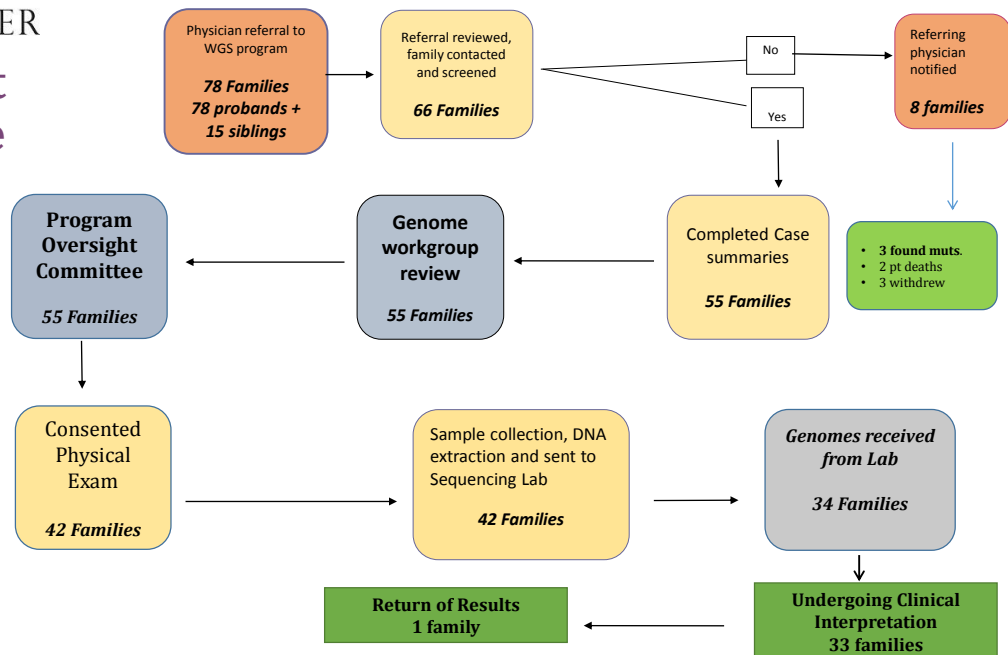 ER
t
e
Physician referral to
WGS program
78 Families
78 probands +
15 siblings
Referral reviewed,
family contacted
and screened
66 Families
No
Yes
Referring
physician
notified
8 families
Program
Oversight
Committee
55 Families
Genome
workgroup
review
55 Families
Completed Case
summaries
55 Families
• 3 found muts.
• 2 pt deaths
• 3 withdrew
Consented
Physical
Exam
42 Families
Sample collection, DNA
extraction and sent to
Sequencing Lab
42 Families
Genomes received
from Lab
34 Families
Return of Results
1 family
Undergoing Clinical
Interpretation
33 families